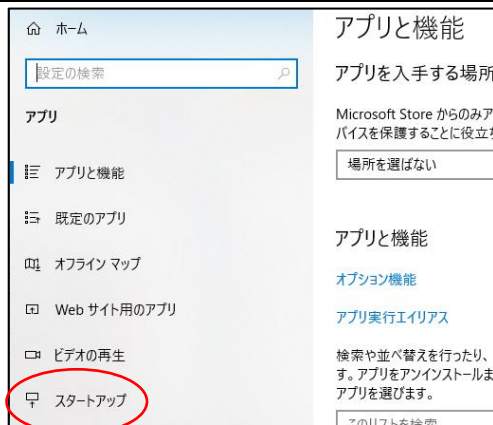 ホーム
設定の検索
アプリ
アプリと機能
既定のアプリ
オフライン マップ
Web サイト用のアプリ
ビデオの再生
スタートアップ
アプリと機能
アプリを入手する場所
Microsoft Store からのみア
バイスを保護することに役立
場所を選ばない
アプリと機能
オプション機能
アプリ実行エイリアス
検索や並べ替えを行ったり、
す。アプリをアンインストールま
アプリを選びます。
このリストを検索